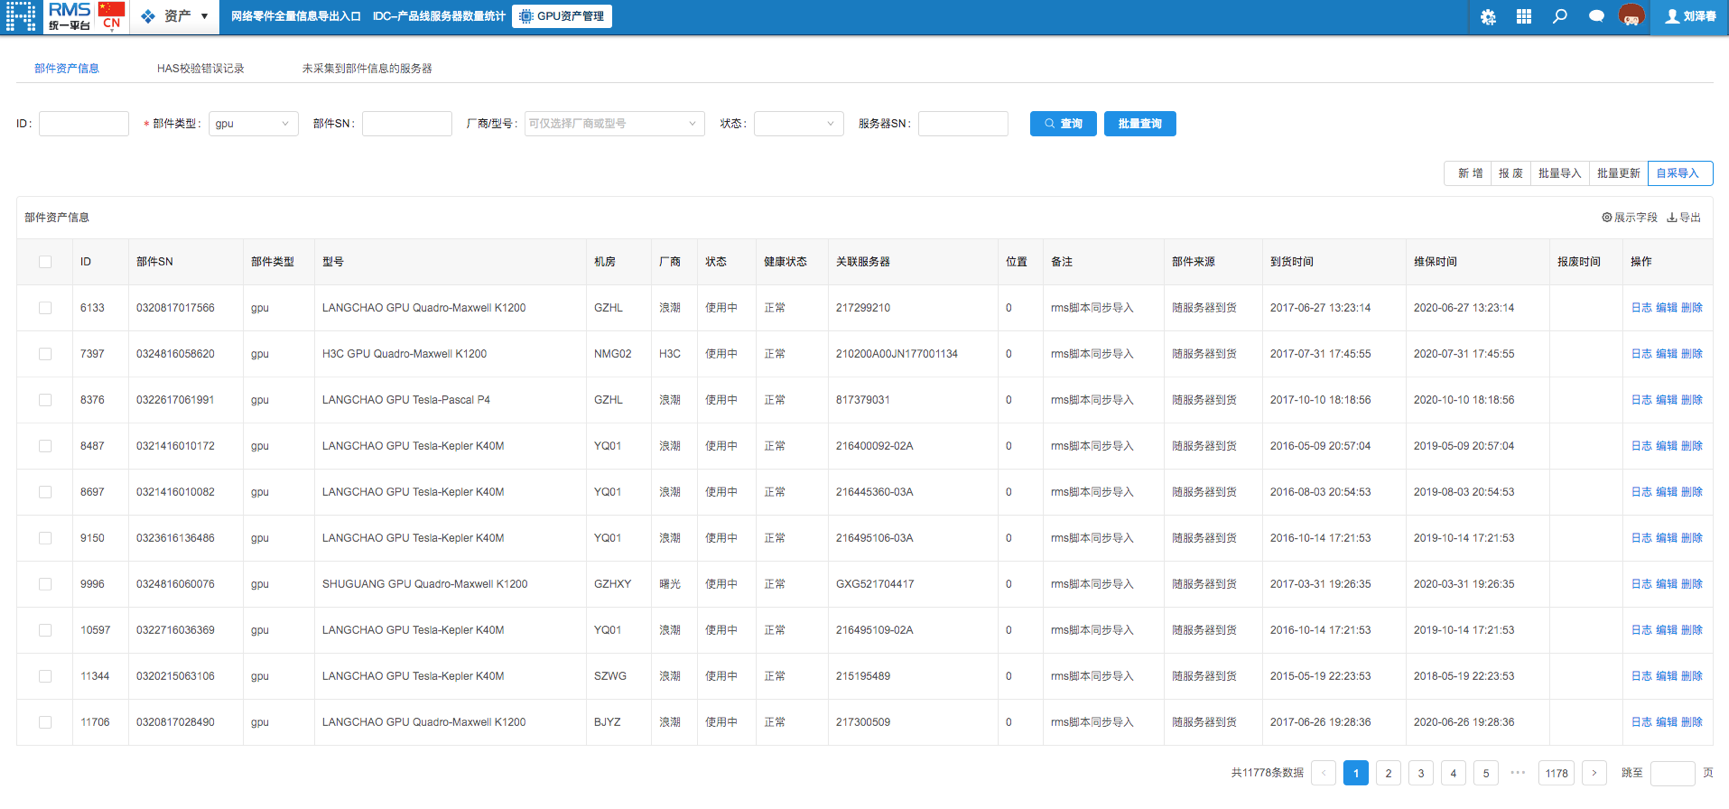 RMS 统一平台 CN 资产 网络零件全量信息导出入口 IDC-产品线服务器数量统计 GPU资产管理 刘泽春
部件资产信息 HAS校验错误记录 未采集到部件信息的服务器
ID: * 部件类型: gpu 部件SN: 厂商/型号: 可仅选择厂商或型号 状态: 服务器SN: 查询 批量查询
新 增 报 废 批量导入 批量更新 自采导入
部件资产信息 展示字段 导出
ID 部件SN 部件类型 型号 机房 厂商 状态 健康状态 关联服务器 位置 备注 部件来源 到货时间 维保时间 报废时间 操作
6133 0320817017566 gpu LANGCHAO GPU Quadro-Maxwell K1200 GZHL 浪潮 使用中 正常 217299210 0 rms脚本同步导入 随服务器到货 2017-06-27 13:23:14 2020-06-27 13:23:14 日志 编辑 删除
7397 0324816058620 gpu H3C GPU Quadro-Maxwell K1200 NMG02 H3C 使用中 正常 210200A00JN177001134 0 rms脚本同步导入 随服务器到货 2017-07-31 17:45:55 2020-07-31 17:45:55 日志 编辑 删除
8376 0322617061991 gpu LANGCHAO GPU Tesla-Pascal P4 GZHL 浪潮 使用中 正常 817379031 0 rms脚本同步导入 随服务器到货 2017-10-10 18:18:56 2020-10-10 18:18:56 日志 编辑 删除
8487 0321416010172 gpu LANGCHAO GPU Tesla-Kepler K40M YQ01 浪潮 使用中 正常 216400092-02A 0 rms脚本同步导入 随服务器到货 2016-05-09 20:57:04 2019-05-09 20:57:04 日志 编辑 删除
8697 0321416010082 gpu LANGCHAO GPU Tesla-Kepler K40M YQ01 浪潮 使用中 正常 216445360-03A 0 rms脚本同步导入 随服务器到货 2016-08-03 20:54:53 2019-08-03 20:54:53 日志 编辑 删除
9150 0323616136486 gpu LANGCHAO GPU Tesla-Kepler K40M YQ01 浪潮 使用中 正常 216495106-03A 0 rms脚本同步导入 随服务器到货 2016-10-14 17:21:53 2019-10-14 17:21:53 日志 编辑 删除
9996 0324816060076 gpu SHUGUANG GPU Quadro-Maxwell K1200 GZHXY 曙光 使用中 正常 GXG521704417 0 rms脚本同步导入 随服务器到货 2017-03-31 19:26:35 2020-03-31 19:26:35 日志 编辑 删除
10597 0322716036369 gpu LANGCHAO GPU Tesla-Kepler K40M YQ01 浪潮 使用中 正常 216495109-02A 0 rms脚本同步导入 随服务器到货 2016-10-14 17:21:53 2019-10-14 17:21:53 日志 编辑 删除
11344 0320215063106 gpu LANGCHAO GPU Tesla-Kepler K40M SZWG 浪潮 使用中 正常 215195489 0 rms脚本同步导入 随服务器到货 2015-05-19 22:23:53 2018-05-19 22:23:53 日志 编辑 删除
11706 0320817028490 gpu LANGCHAO GPU Quadro-Maxwell K1200 BJYZ 浪潮 使用中 正常 217300509 0 rms脚本同步导入 随服务器到货 2017-06-26 19:28:36 2020-06-26 19:28:36 日志 编辑 删除
共11778条数据 < 1 2 3 4 5 ••• 1178 > 跳至 页